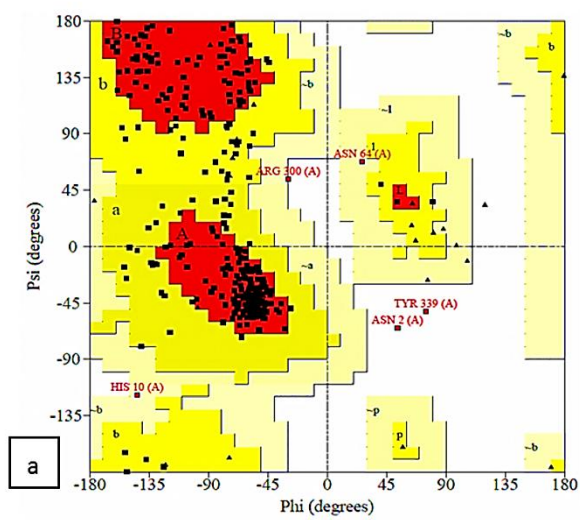 180
B
~b
b
b
~b
135
90
~l
l
ASN 64 (A)
ARG 300 (A)
45
L
a
A
0
~a
-45
TYR 339 (A)
ASN 2 (A)
-90
HIS 10 (A)
~b
~p
-135
b
p
~b
a
-180
-180 -135 -90 -45 0 45 90 135 180
Psi (degrees)
Phi (degrees)